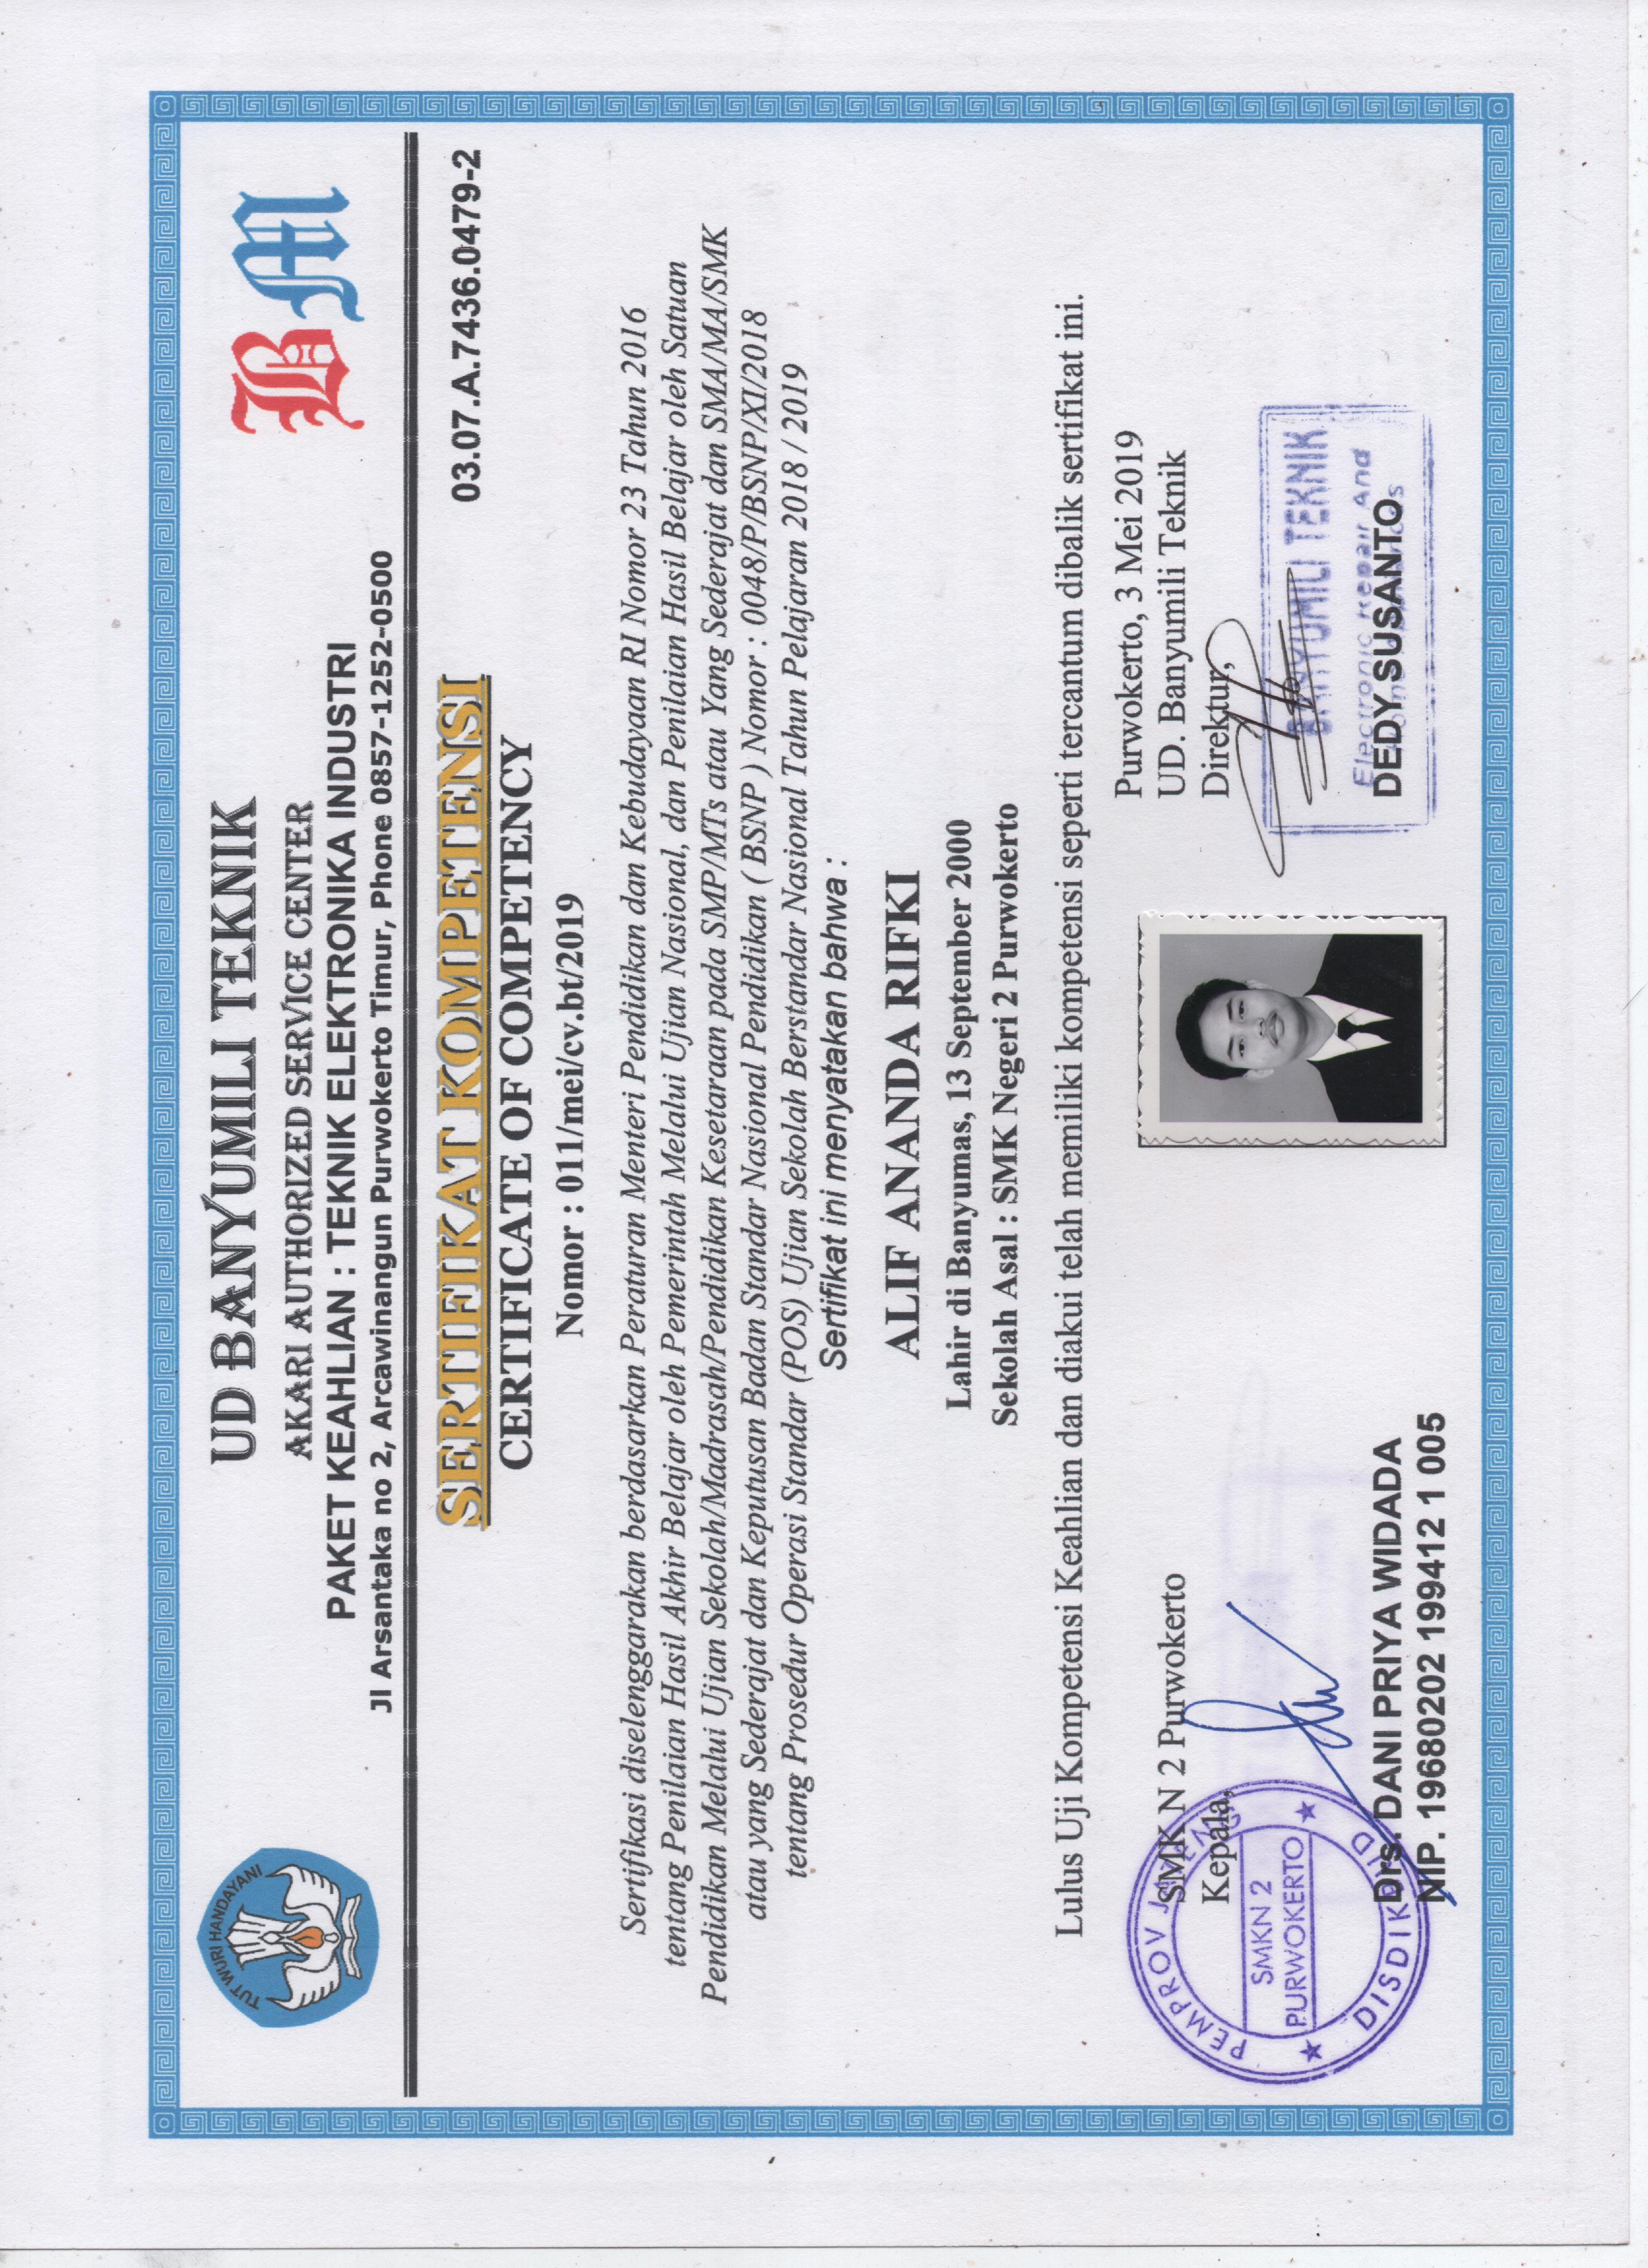 TUT WURI HANDAYANI
UD BANYUMILI TEKNIK
AKARI AUTHORIZED SERVICE CENTER
PAKET KEAHLIAN : TEKNIK ELEKTRONIKA INDUSTRI
Jl Arsantaka no 2, Arcawinangun Purwokerto Timur, Phone 0857-1252-0500
BM
SERTIFIKAT KOMPETENSI
03.07.A.7436.0479-2
CERTIFICATE OF COMPETENCY
Nomor : 011/mei/cv.bt/2019
Sertifikasi diselenggarakan berdasarkan Peraturan Menteri Pendidikan dan Kebudayaan RI Nomor 23 Tahun 2016
tentang Penilaian Hasil Akhir Belajar oleh Pemerintah Melalui Ujian Nasional, dan Penilaian Hasil Belajar oleh Satuan
Pendidikan Melalui Ujian Sekolah/Madrasah/Pendidikan Kesetaraan pada SMP/MTs atau Yang Sederajat dan SMA/MA/SMK
atau yang Sederajat dan Keputusan Badan Standar Nasional Pendidikan ( BSNP ) Nomor : 0048/P/BSNP/XI/2018
tentang Prosedur Operasi Standar (POS) Ujian Sekolah Berstandar Nasional Tahun Pelajaran 2018 / 2019
Sertifikat ini menyatakan bahwa :
ALIF ANANDA RIFKI
Lahir di Banyumas, 13 September 2000
Sekolah Asal : SMK Negeri 2 Purwokerto
Lulus Uji Kompetensi Keahlian dan diakui telah memiliki kompetensi seperti tercantum dibalik sertifikat ini.
SMK N 2 Purwokerto
Kepala,
PEMPROV JATENG
SMKN 2
PURWOKERTO
DISDIKBUD
Drs. DANI PRIYA WIDADA
NIP. 19680202 199412 1 005
Purwokerto, 3 Mei 2019
UD. Banyumili Teknik
Direktur,
BANYUMILI TEKNIK
Electronic Repair And
Home Appliances
DEDY SUSANTO